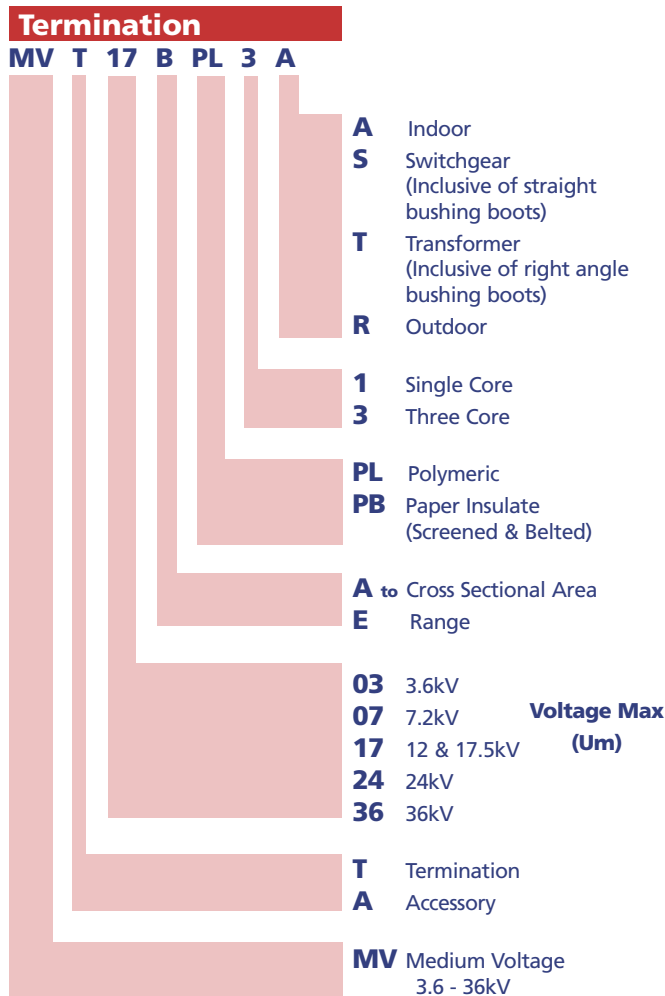 Termination
MV T 17 B PL 3 A
A Indoor
S Switchgear
(Inclusive of straight
bushing boots)
T Transformer
(Inclusive of right angle
bushing boots)
R Outdoor
1 Single Core
3 Three Core
PL Polymeric
PB Paper Insulate
(Screened & Belted)
A to Cross Sectional Area
E Range
03 3.6kV
07 7.2kV Voltage Max
17 12 & 17.5kV (Um)
24 24kV
36 36kV
T Termination
A Accessory
MV Medium Voltage
3.6 - 36kV